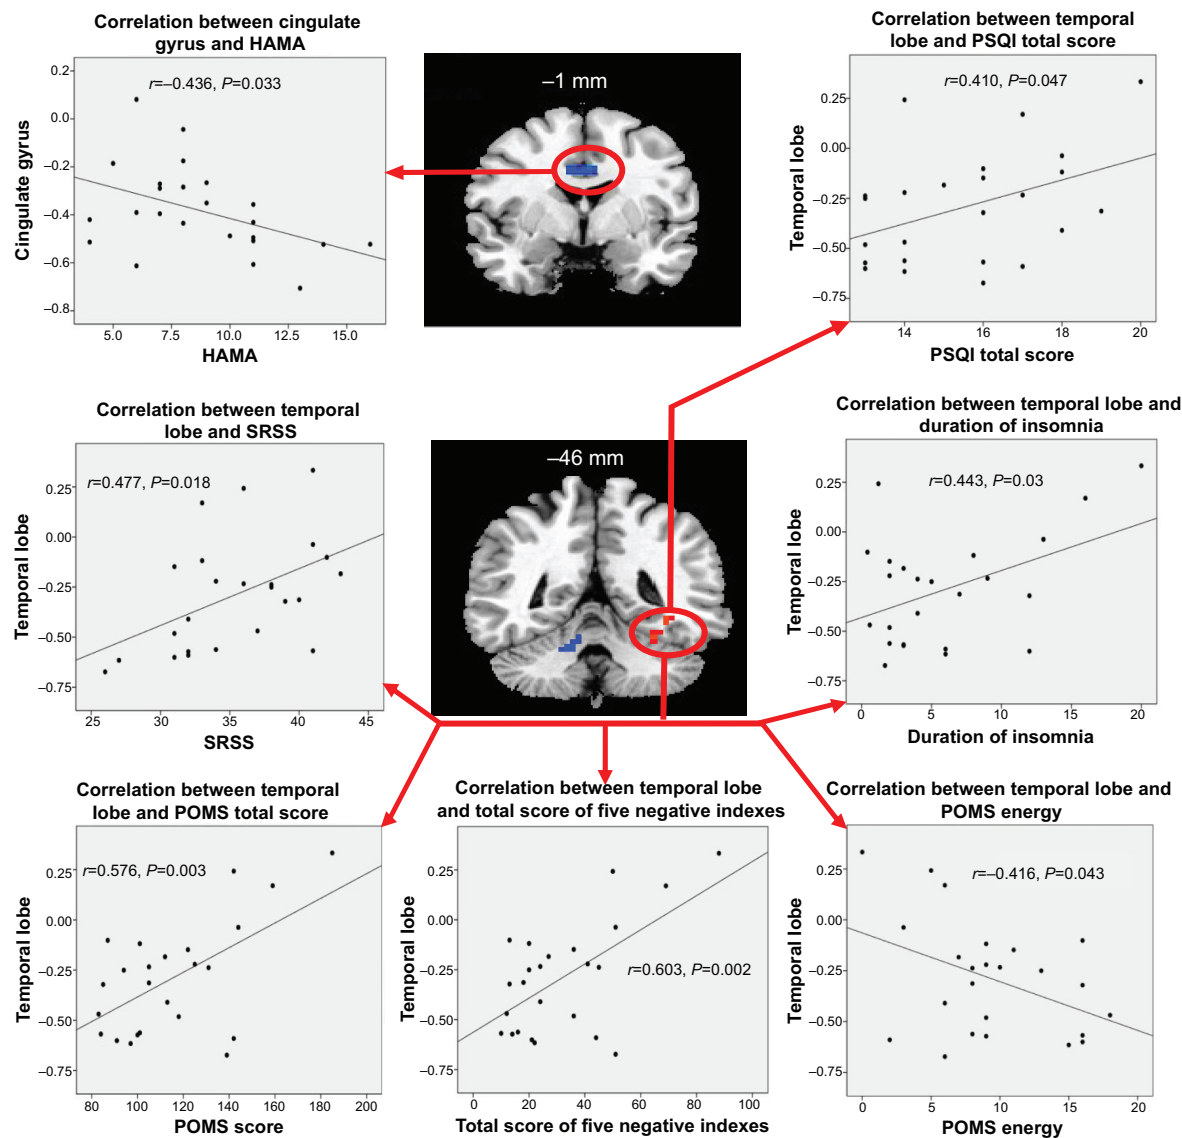 Correlation between cingulate
gyrus and HAMA
r=–0.436, P=0.033
0.2
0.0
–0.2
–0.4
–0.6
–0.8
Cingulate gyrus
5.0 7.5 10.0 12.5 15.0
HAMA
–1 mm
Correlation between temporal
lobe and PSQI total score
r=0.410, P=0.047
0.25
0.00
–0.25
–0.50
–0.75
Temporal lobe
14 16 18 20
PSQI total score
Correlation between temporal
lobe and SRSS
r=0.477, P=0.018
0.25
0.00
–0.25
–0.50
–0.75
Temporal lobe
25 30 35 40 45
SRSS
–46 mm
Correlation between temporal lobe and
duration of insomnia
r=0.443, P=0.03
0.25
0.00
–0.25
–0.50
–0.75
Temporal lobe
0 5 10 15 20
Duration of insomnia
Correlation between temporal
lobe and POMS total score
r=0.576, P=0.003
0.25
0.00
–0.25
–0.50
–0.75
Temporal lobe
80 100 120 140 160 180 200
POMS score
Correlation between temporal lobe
and total score of five negative indexes
r=0.603, P=0.002
0.25
0.00
–0.25
–0.50
–0.75
Temporal lobe
0 20 40 60 80 100
Total score of five negative indexes
Correlation between temporal lobe and
POMS energy
r=–0.416, P=0.043
0.25
0.00
–0.25
–0.50
–0.75
Temporal lobe
0 5 10 15 20
POMS energy